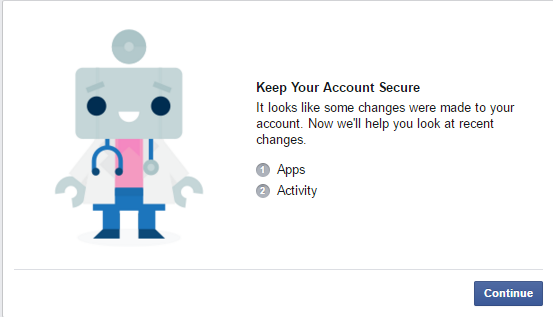 Keep Your Account Secure
It looks like some changes were made to your
account. Now we'll help you look at recent
changes.
1 Apps
2 Activity
Continue